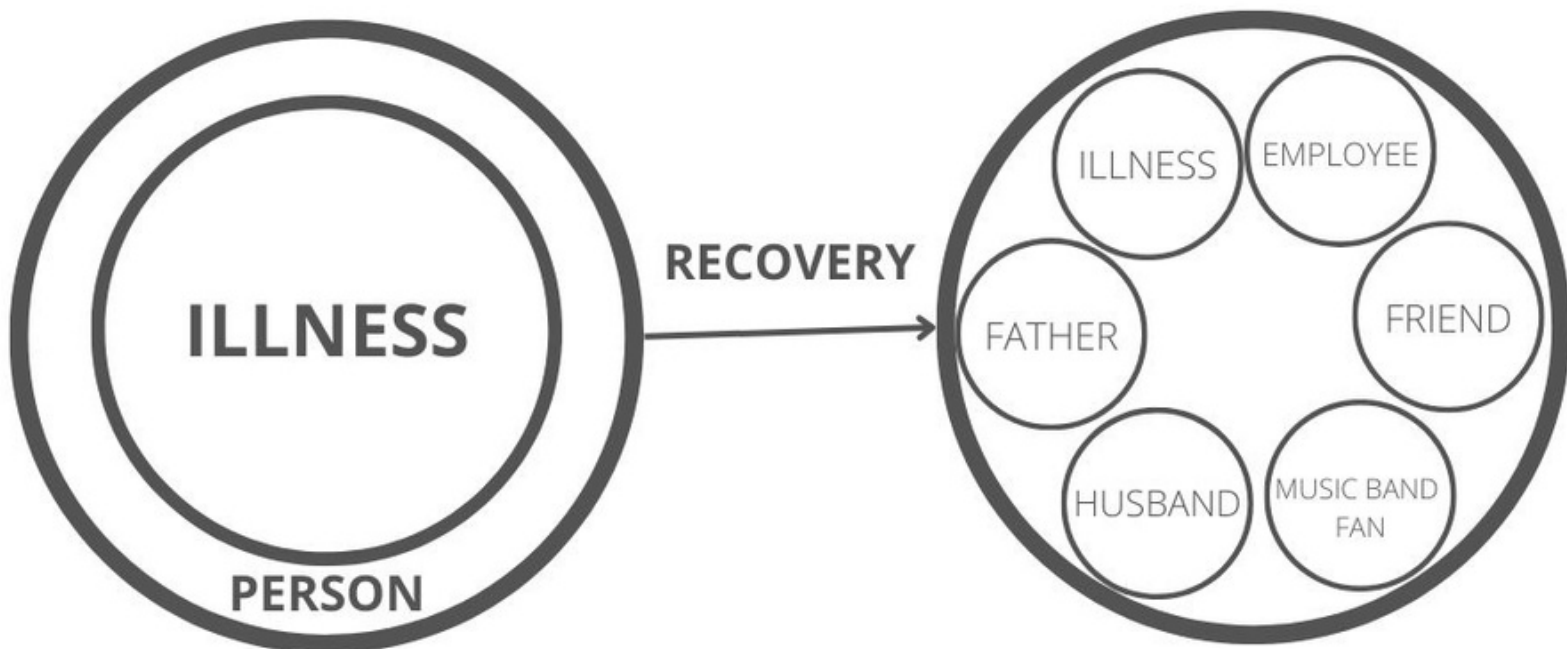 ILLNESS
PERSON
RECOVERY
ILLNESS
EMPLOYEE
FATHER
FRIEND
HUSBAND
MUSIC BAND
FAN